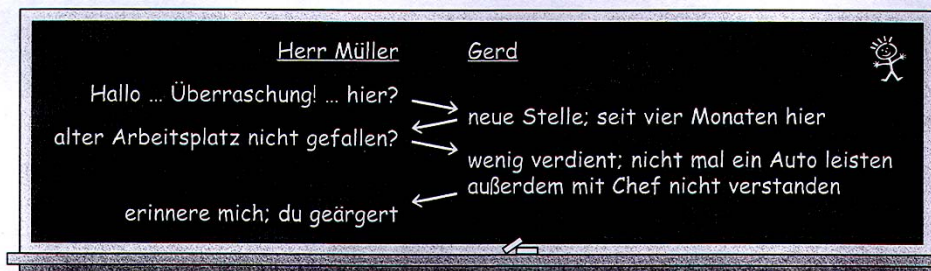 Herr Müller Gerd
Hallo ... Überraschung! ... hier?
neue Stelle; seit vier Monaten hier
alter Arbeitsplatz nicht gefallen?
wenig verdient; nicht mal ein Auto leisten
außerdem mit Chef nicht verstanden
erinnere mich; du geärgert